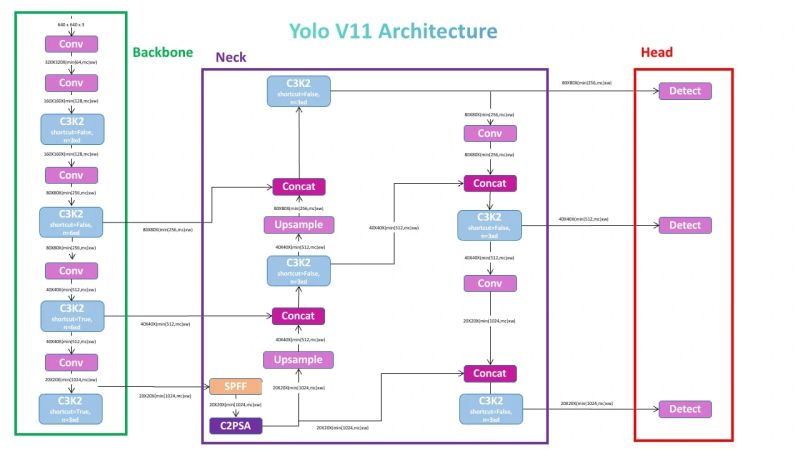 Yolo V11 Architecture
Backbone
640 x 640 x 3
Conv
320X320X(min(64,mc)xw)
Conv
160X160X(min(128,mc)xw)
C3K2
shortcut=False,
n=3xd
160X160X(min(128,mc)xw)
Conv
80X80X(min(256,mc)xw)
C3K2
shortcut=False,
n=6xd
80X80X(min(256,mc)xw)
80X80X(min(256,mc)xw)
Conv
40X40X(min(512,mc)xw)
C3K2
shortcut=True,
n=6xd
40X40X(min(512,mc)xw)
40X40X(min(512,mc)xw)
Conv
20X20X(min(1024,mc)xw)
20X20X(min(1024,mc)xw)
C3K2
shortcut=True,
n=3xd
Neck
C3K2
shortcut=False,
n=3xd
Concat
80X80X(min(256,mc)xw)
Upsample
40X40X(min(512,mc)xw)
C3K2
shortcut=False,
n=3xd
40X40X(min(512,mc)xw)
Concat
40X40X(min(512,mc)xw)
Upsample
20X20X(min(1024,mc)xw)
SPFF
20X20X(min(1024,mc)xw)
C2PSA
20X20X(min(1024,mc)xw)
80X80X(min(256,mc)xw)
80X80X(min(256,mc)xw)
Conv
80X80X(min(256,mc)xw)
Concat
C3K2
shortcut=False,
n=3xd
40X40X(min(512,mc)xw)
40X40X(min(512,mc)xw)
Conv
20X20X(min(1024,mc)xw)
Concat
C3K2
shortcut=False,
n=3xd
20X20X(min(1024,mc)xw)
Head
Detect
Detect
Detect